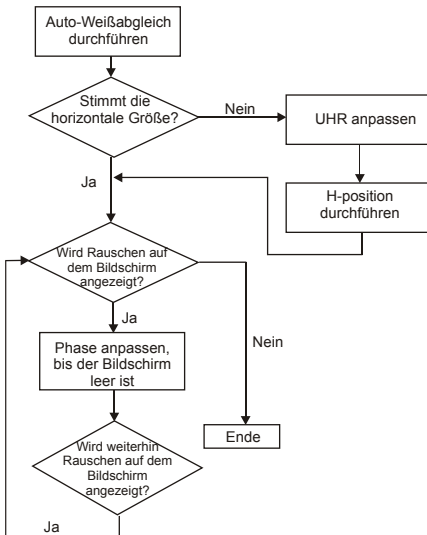 Auto-Weißabgleich
durchführen
Stimmt die
horizontale Größe?
Nein
UHR anpassen
Ja
H-position
durchführen
Wird Rauschen auf
dem Bildschirm
angezeigt?
Ja
Nein
Phase anpassen,
bis der Bildschirm
leer ist
Ende
Wird weiterhin
Rauschen auf dem
Bildschirm
angezeigt?
Ja